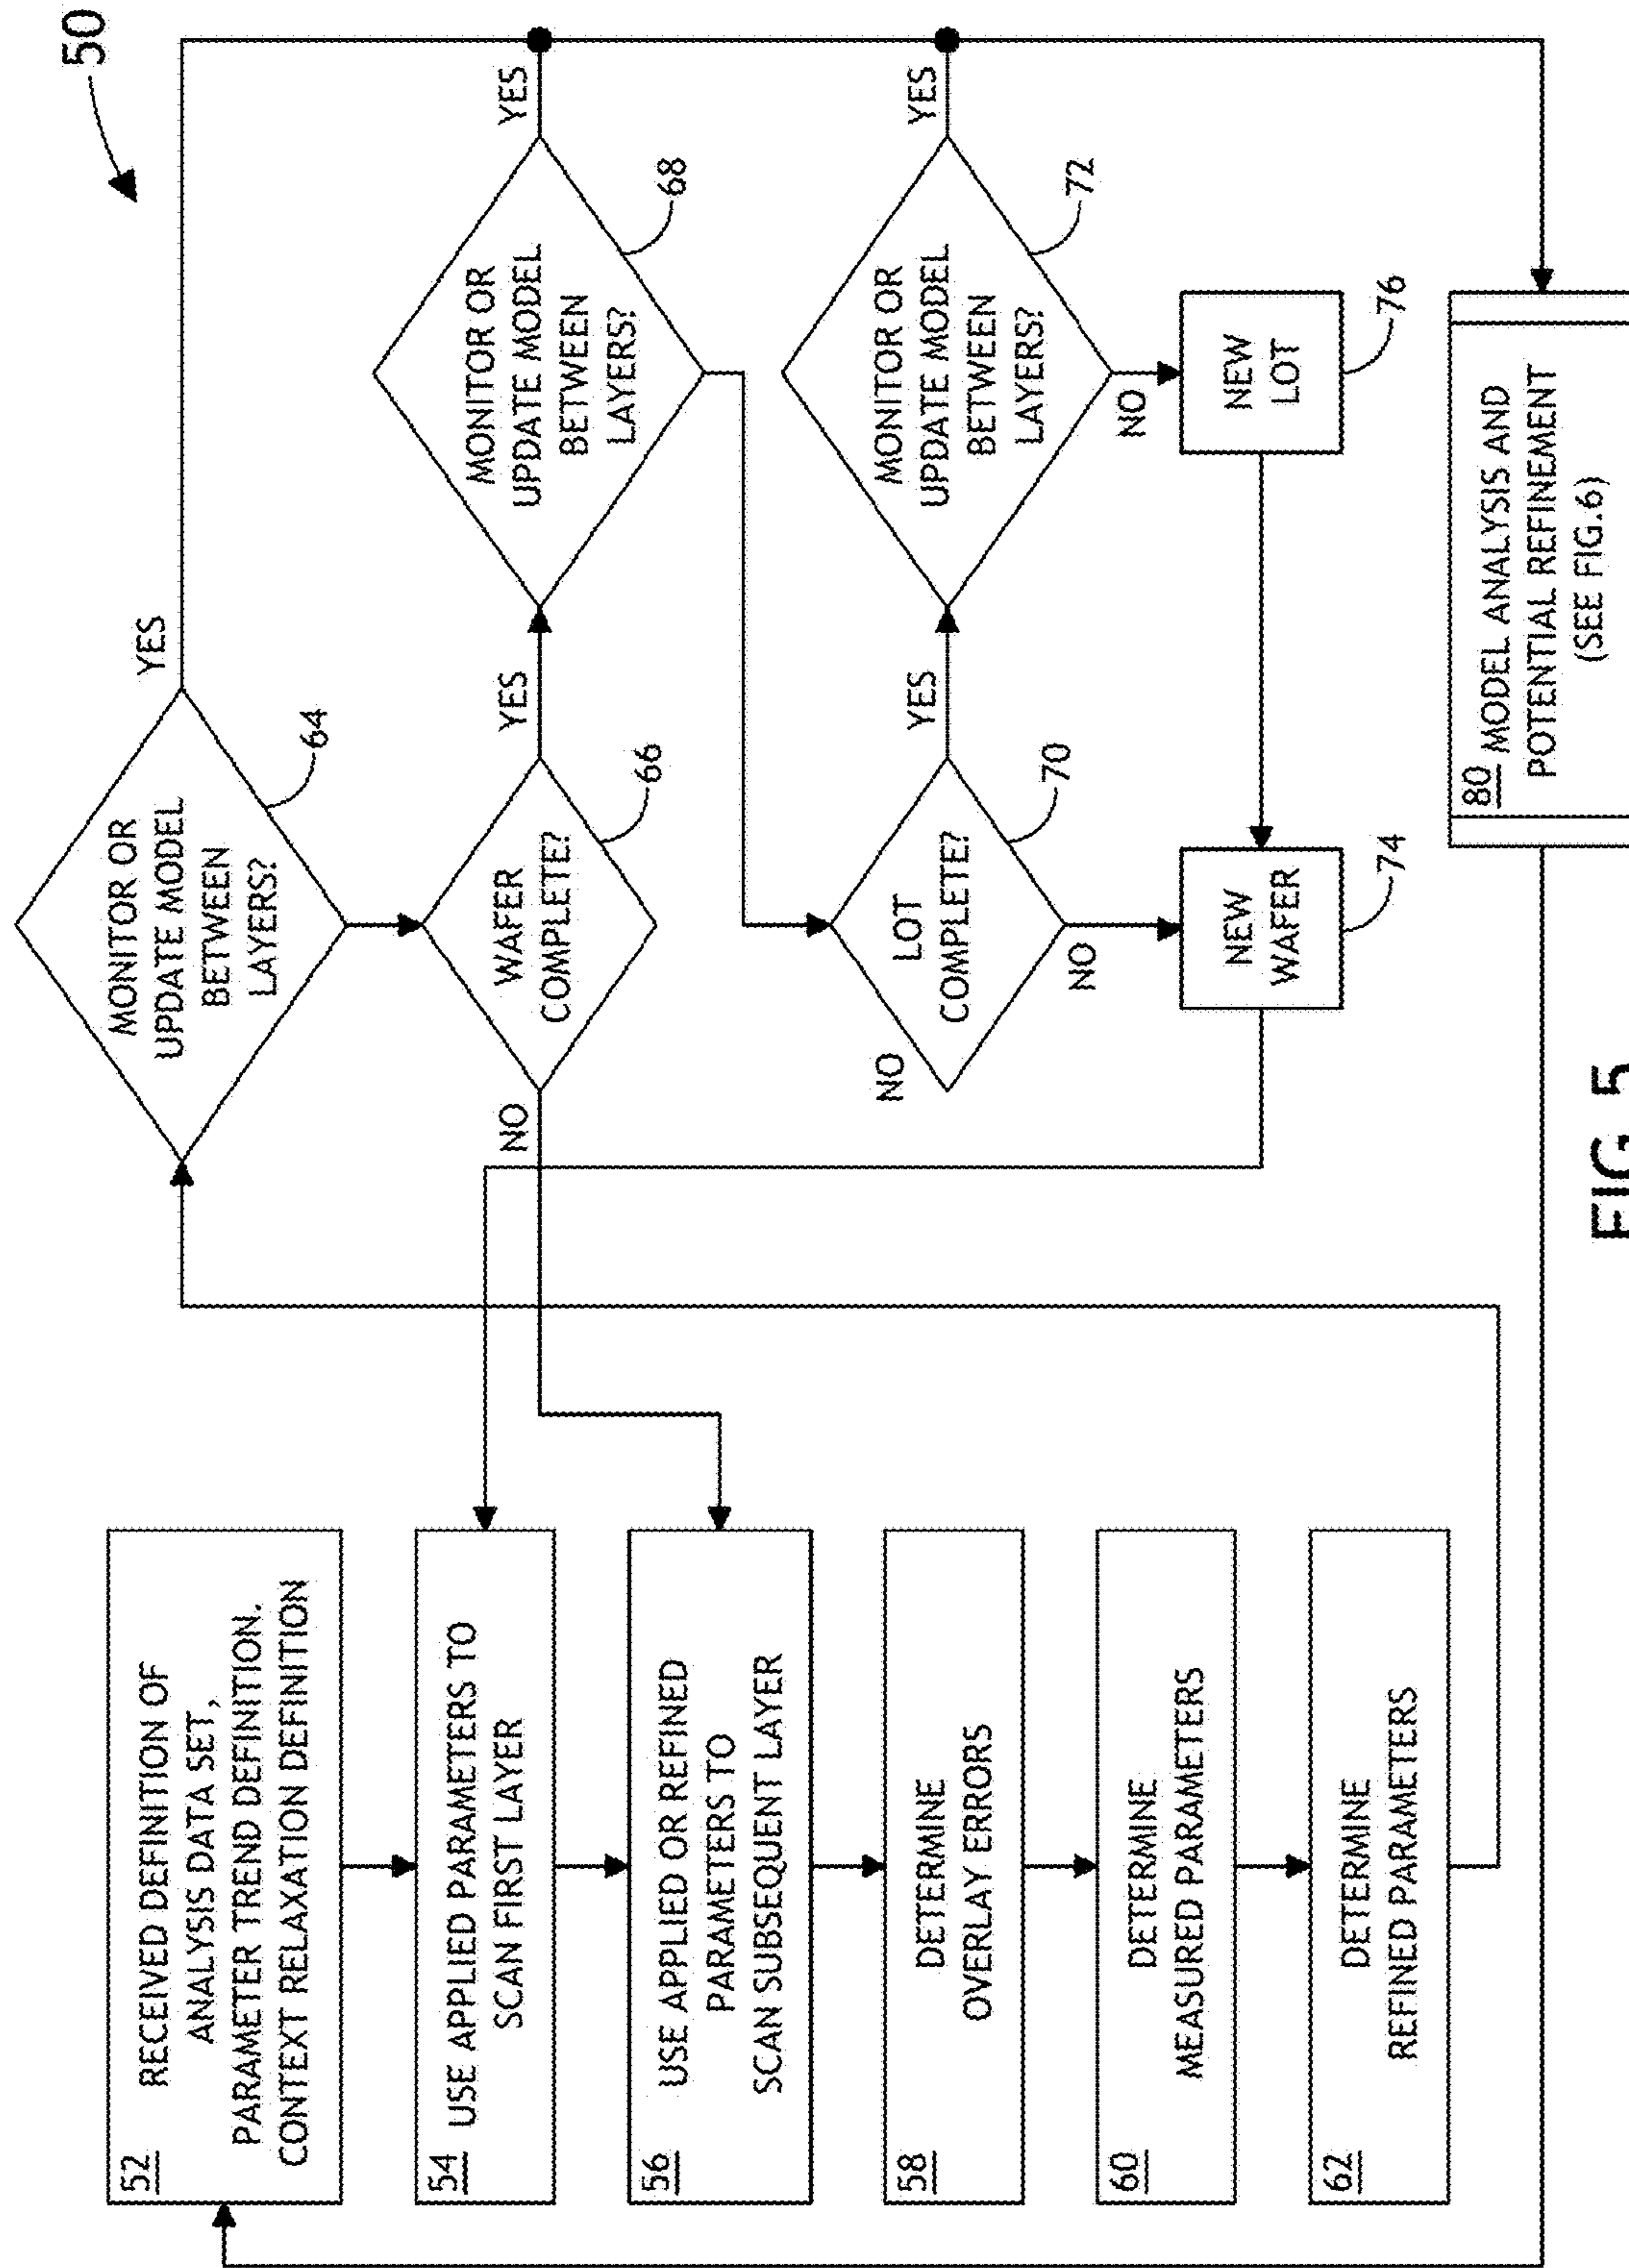 50
52 RECEIVED DEFINITION OF
ANALYSIS DATA SET,
PARAMETER TREND DEFINITION.
CONTEXT RELAXATION DEFINITION
54 USE APPLIED PARAMETERS TO
SCAN FIRST LAYER
56 USE APPLIED OR REFINED
PARAMETERS TO
SCAN SUBSEQUENT LAYER
58 DETERMINE
OVERLAY ERRORS
60 DETERMINE
MEASURED PARAMETERS
62 DETERMINE
REFINED PARAMETERS
MONITOR OR
UPDATE MODEL
BETWEEN
LAYERS?
64
YES
WAFER
COMPLETE?
66
NO
YES
MONITOR OR
UPDATE MODEL
BETWEEN
LAYERS?
68
YES
LOT
COMPLETE?
70
NO
NO
YES
MONITOR OR
UPDATE MODEL
BETWEEN
LAYERS?
72
YES
NO
NEW
WAFER
74
NEW
LOT
76
80 MODEL ANALYSIS AND
POTENTIAL REFINEMENT
(SEE FIG.6)
FIG. 5